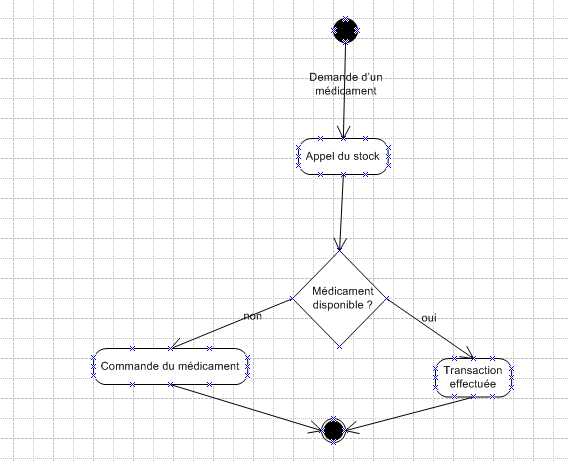 Demande d'un
médicament
Appel du stock
Médicament
disponible ?
non
oui
Commande du médicament
Transaction
effectuée